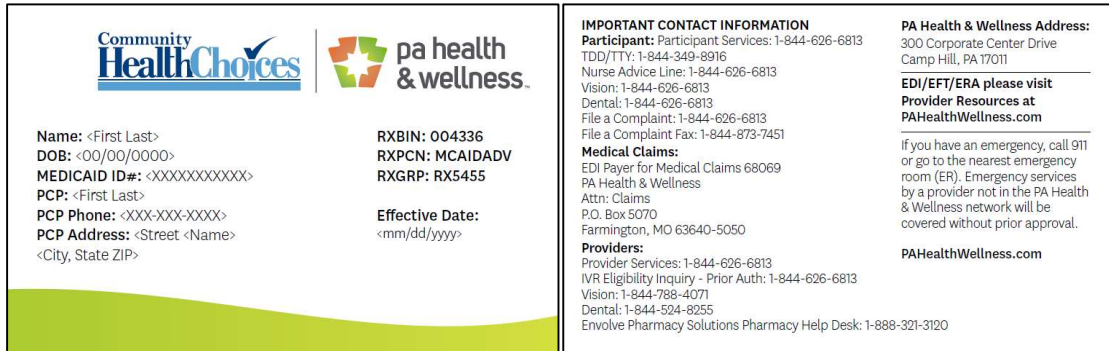 Community
HealthChoices
pa health
& wellness™
Name: <First Last>
DOB: <00/00/0000>
MEDICAID ID#: <XXXXXXXXXXX>
PCP: <First Last>
PCP Phone: <XXX-XXX-XXXX>
PCP Address: <Street <Name>
<City, State ZIP>
RXBIN: 004336
RXPCN: MCAIDADV
RXGRP: RX5455
Effective Date:
<mm/dd/yyyy>
IMPORTANT CONTACT INFORMATION
Participant: Participant Services: 1-844-626-6813
TDD/TTY: 1-844-349-8916
Nurse Advice Line: 1-844-626-6813
Vision: 1-844-626-6813
Dental: 1-844-626-6813
File a Complaint: 1-844-626-6813
File a Complaint Fax: 1-844-873-7451
Medical Claims:
EDI Payer for Medical Claims 68069
PA Health & Wellness
Attn: Claims
P.O. Box 5070
Farmington, MO 63640-5050
Providers:
Provider Services: 1-844-626-6813
IVR Eligibility Inquiry - Prior Auth: 1-844-626-6813
Vision: 1-844-788-4071
Dental: 1-844-524-8255
Envolve Pharmacy Solutions Pharmacy Help Desk: 1-888-321-3120
PA Health & Wellness Address:
300 Corporate Center Drive
Camp Hill, PA 17011
EDI/EFT/ERA please visit
Provider Resources at
PAHealthWellness.com
If you have an emergency, call 911
or go to the nearest emergency
room (ER). Emergency services
by a provider not in the PA Health
& Wellness network will be
covered without prior approval.
PAHealthWellness.com